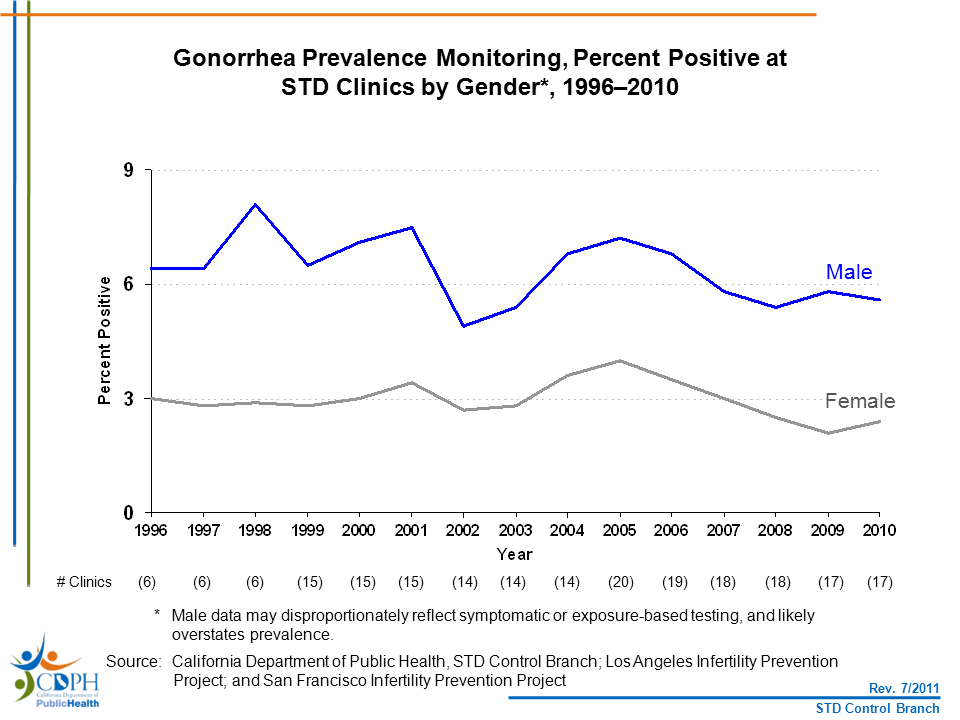 Gonorrhea Prevalence Monitoring, Percent Positive at
STD Clinics by Gender*, 1996–2010
9
6
3
0
Percent Positive
Male
Female
1996 1997 1998 1999 2000 2001 2002 2003 2004 2005 2006 2007 2008 2009 2010
Year
# Clinics (6) (6) (6) (15) (15) (15) (14) (14) (14) (20) (19) (18) (18) (17) (17)
* Male data may disproportionately reflect symptomatic or exposure-based testing, and likely
overstates prevalence.
Source: California Department of Public Health, STD Control Branch; Los Angeles Infertility Prevention
Project; and San Francisco Infertility Prevention Project
CDPH
California Department of
PublicHealth
Rev. 7/2011
STD Control Branch